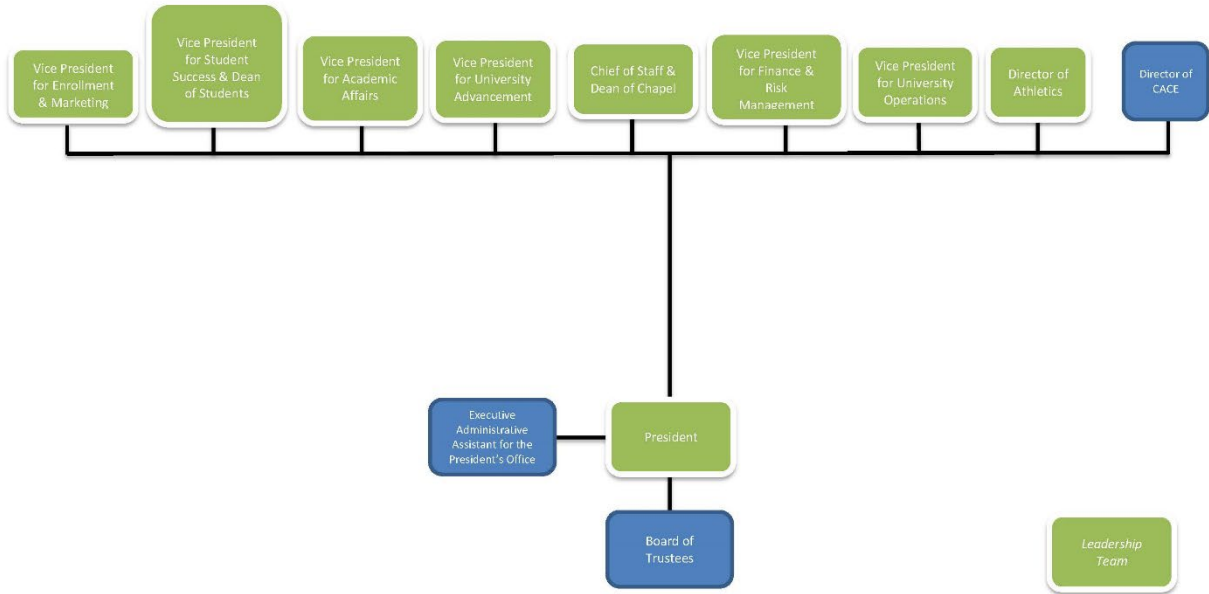 Vice President
for Enrollment
& Marketing
Vice President
for Student
Success & Dean
of Students
Vice President
for Academic
Affairs
Vice President
for University
Advancement
Chief of Staff &
Dean of Chapel
Vice President
for Finance &
Risk
Management
Vice President
for University
Operations
Director of
Athletics
Director of
CACE
Executive
Administrative
Assistant for the
President's Office
President
Board of
Trustees
Leadership
Team